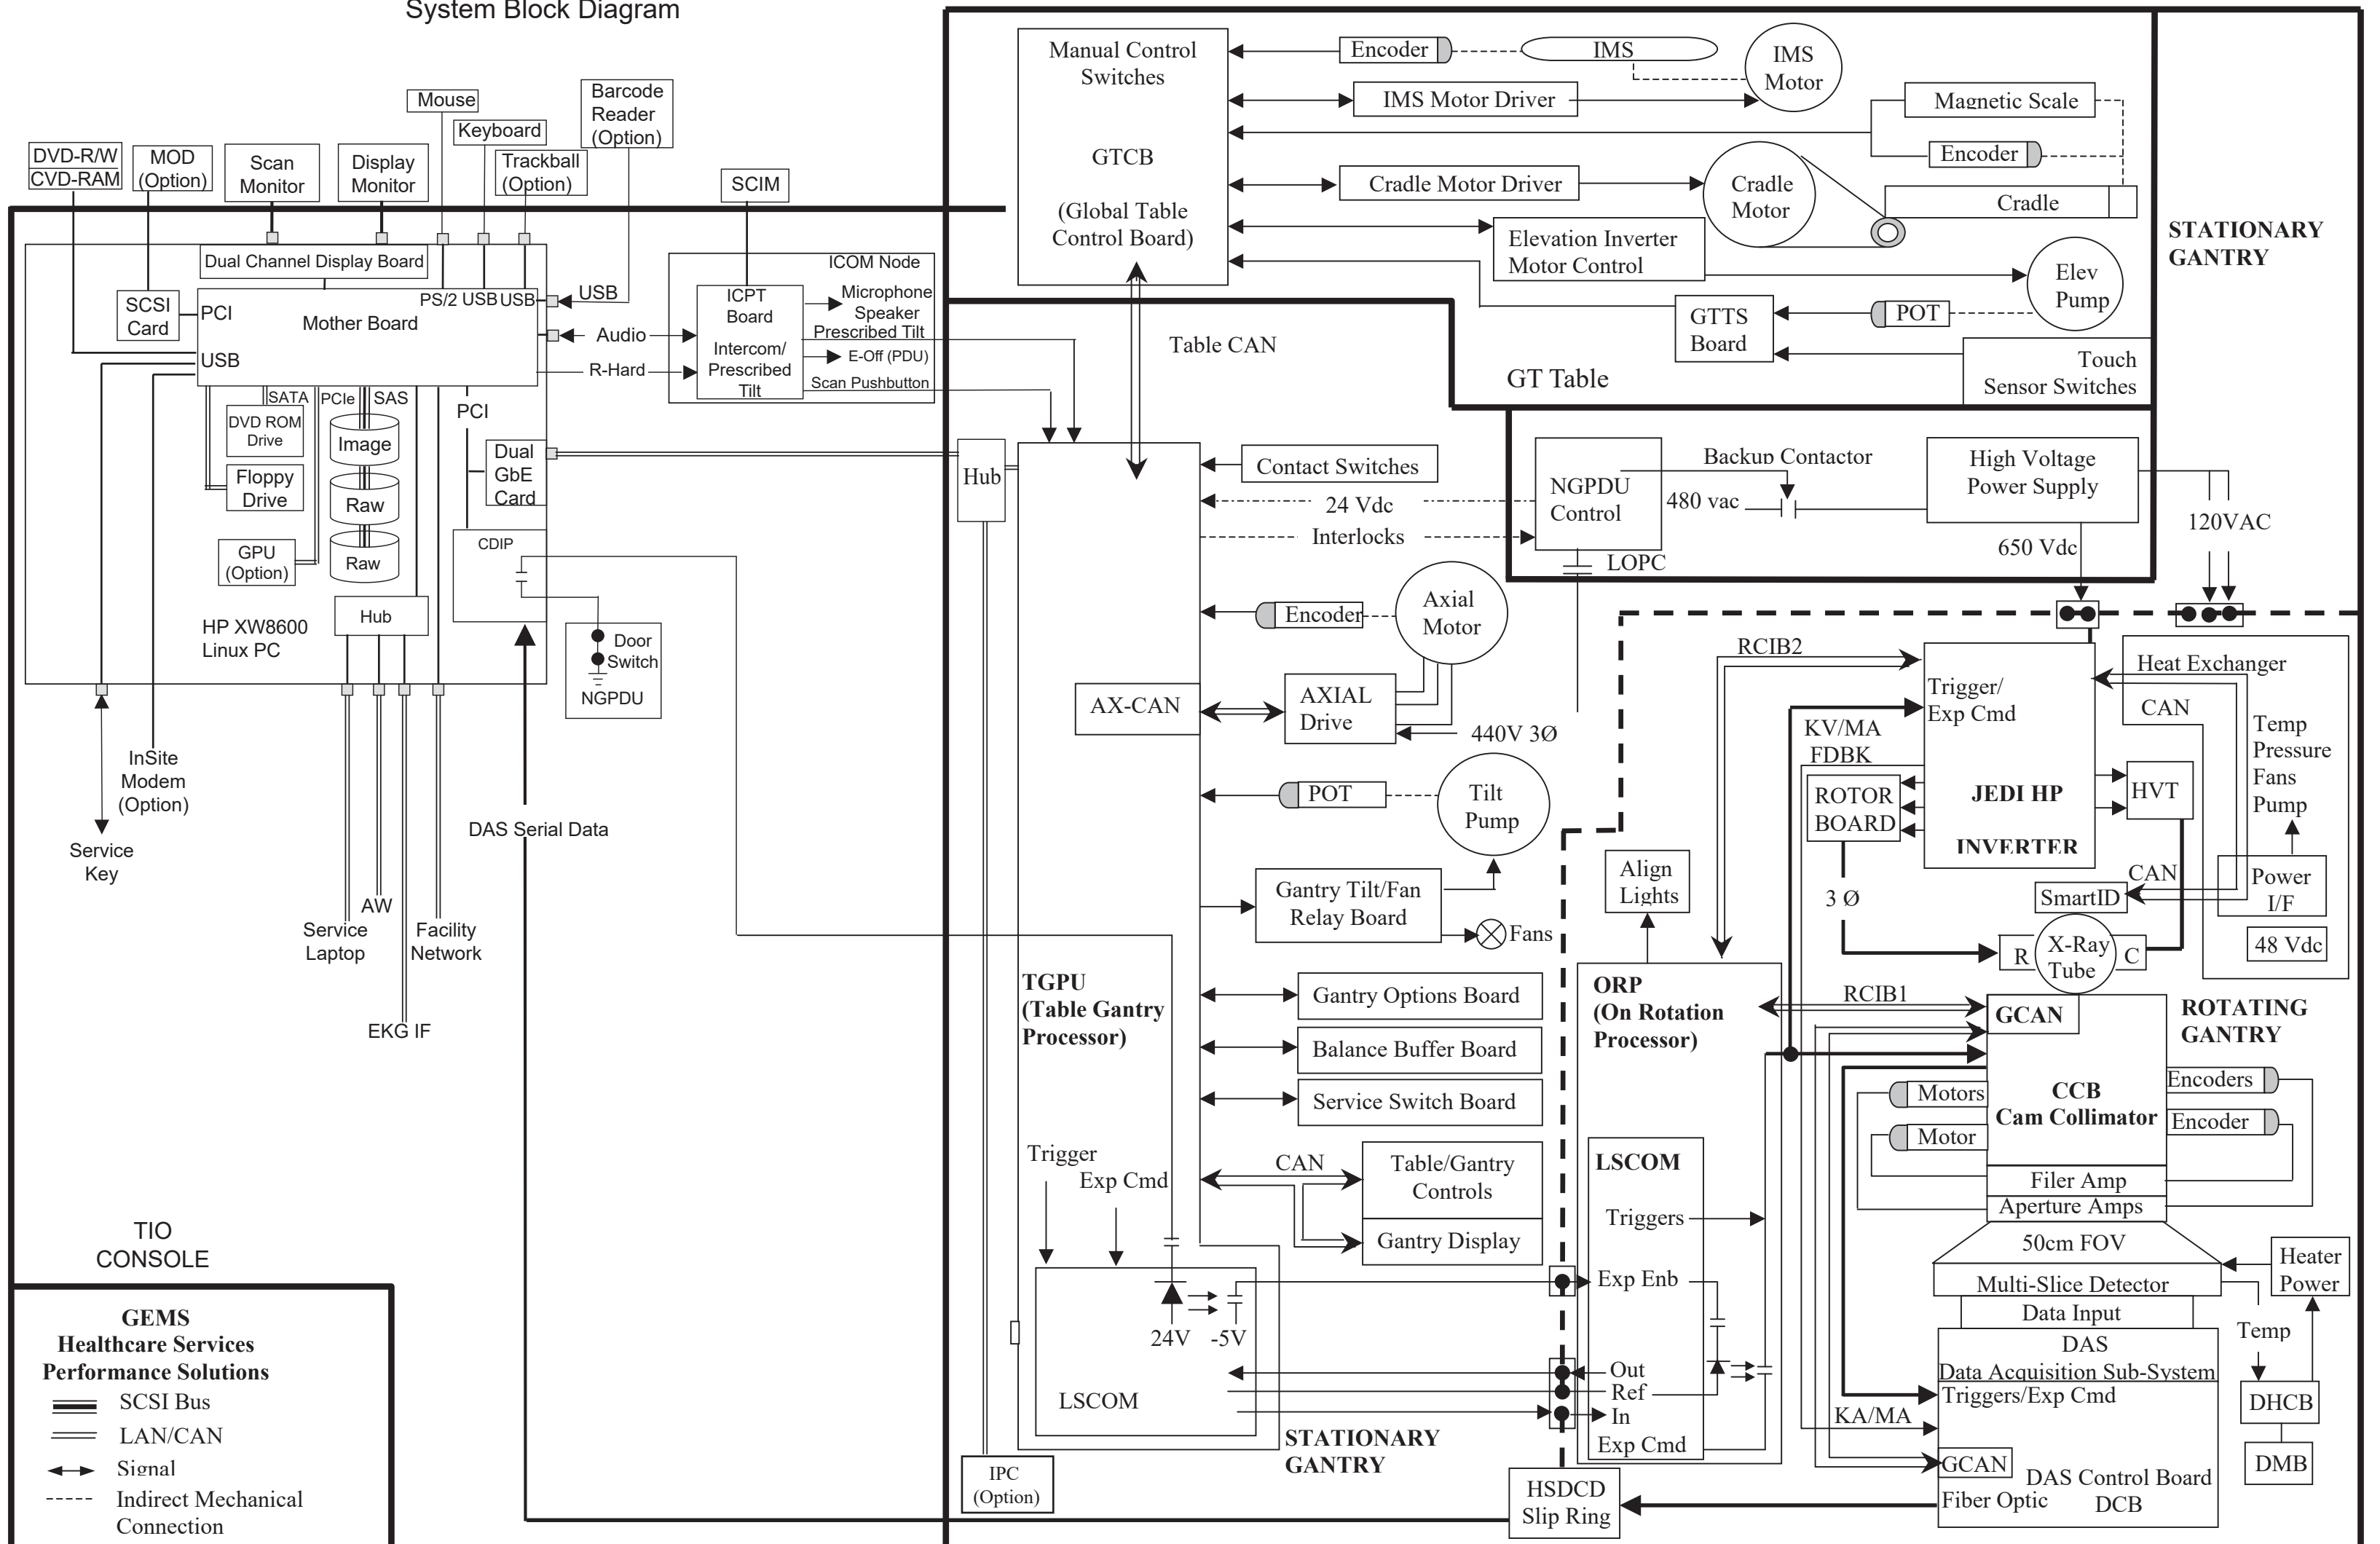 System Block Diagram
Mouse
Keyboard
Barcode
Reader
(Option)
Trackball
(Option)
DVD-R/W
CVD-RAM
MOD
(Option)
Scan
Monitor
Display
Monitor
SCIM
Dual Channel Display Board
SCSI
Card
PCI
PS/2 USB USB
USB
Mother Board
USB
Audio
R-Hard
ICOM Node
ICPT
Board
Intercom/
Prescribed
Tilt
Microphone
Speaker
Prescribed Tilt
E-Off (PDU)
Scan Pushbutton
SATA
PCIe
SAS
PCI
DVD ROM
Drive
Floppy
Drive
Image
Raw
Raw
GPU
(Option)
Dual
GbE
Card
CDIP
Hub
HP XW8600
Linux PC
Door
Switch
NGPDU
InSite
Modem
(Option)
Service
Key
DAS Serial Data
AW
Service
Laptop
Facility
Network
EKG IF
TIO
CONSOLE
GEMS
Healthcare Services
Performance Solutions
SCSI Bus
LAN/CAN
Signal
Indirect Mechanical
Connection
Manual Control
Switches
GTCB
(Global Table
Control Board)
Encoder
IMS
IMS
Motor
IMS Motor Driver
Magnetic Scale
Encoder
Cradle Motor Driver
Cradle
Motor
Cradle
Elevation Inverter
Motor Control
Elev
Pump
GTTS
Board
POT
Touch
Sensor Switches
STATIONARY
GANTRY
Table CAN
GT Table
Hub
Contact Switches
24 Vdc
Interlocks
NGPDU
Control
Backup Contactor
480 vac
High Voltage
Power Supply
120VAC
650 Vdc
LOPC
Encoder
Axial
Motor
AX-CAN
AXIAL
Drive
440V 3Ø
POT
Tilt
Pump
Gantry Tilt/Fan
Relay Board
Fans
TGPU
(Table Gantry
Processor)
Gantry Options Board
Balance Buffer Board
Service Switch Board
Trigger
Exp Cmd
CAN
Table/Gantry
Controls
Gantry Display
24V
-5V
LSCOM
STATIONARY
GANTRY
IPC
(Option)
HSDCD
Slip Ring
Align
Lights
ORP
(On Rotation
Processor)
LSCOM
Triggers
Exp Enb
Out
Ref
In
Exp Cmd
RCIB2
Trigger/
Exp Cmd
KV/MA
FDBK
ROTOR
BOARD
JEDI HP
INVERTER
HVT
Heat Exchanger
CAN
Temp
Pressure
Fans
Pump
CAN
Power
I/F
48 Vdc
SmartID
3 Ø
R
X-Ray
Tube
C
RCIB1
GCAN
ROTATING
GANTRY
CCB
Cam Collimator
Motors
Motor
Encoders
Encoder
Filer Amp
Aperture Amps
50cm FOV
Multi-Slice Detector
Data Input
Heater
Power
Temp
DAS
Data Acquisition Sub-System
Triggers/Exp Cmd
KA/MA
GCAN
DAS Control Board
DCB
Fiber Optic
DHCB
DMB